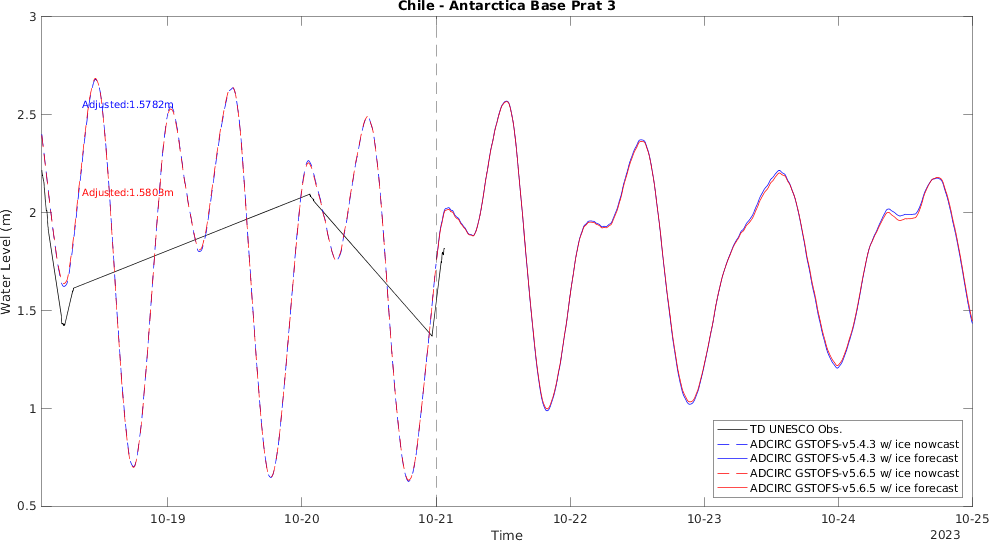 Chile - Antarctica Base Prat 3
3
2.5
2
1.5
1
0.5
Water Level (m)
Adjusted:1.5782m
Adjusted:1.5803m
10-19
10-20
10-21
10-22
10-23
10-24
10-25
Time
2023
TD UNESCO Obs.
ADCIRC GSTOFS-v5.4.3 w/ ice nowcast
ADCIRC GSTOFS-v5.4.3 w/ ice forecast
ADCIRC GSTOFS-v5.6.5 w/ ice nowcast
ADCIRC GSTOFS-v5.6.5 w/ ice forecast